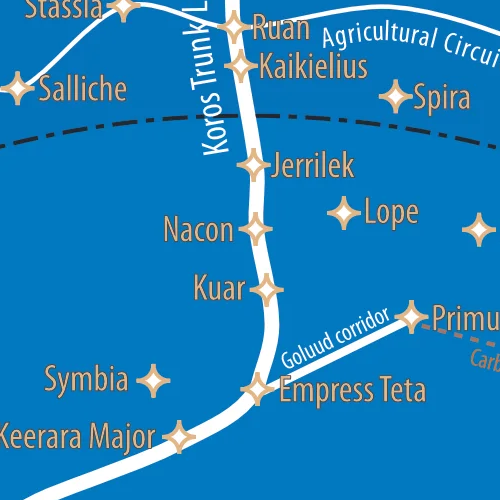 Stassia
Ruan
Agricultural Circui
Koros Trunk L
Kaikielius
Salliche
Spira
Jerrilek
Lope
Nacon
Kuar
Primu
Goluud corridor
Carb
Symbia
Empress Teta
Keerara Major